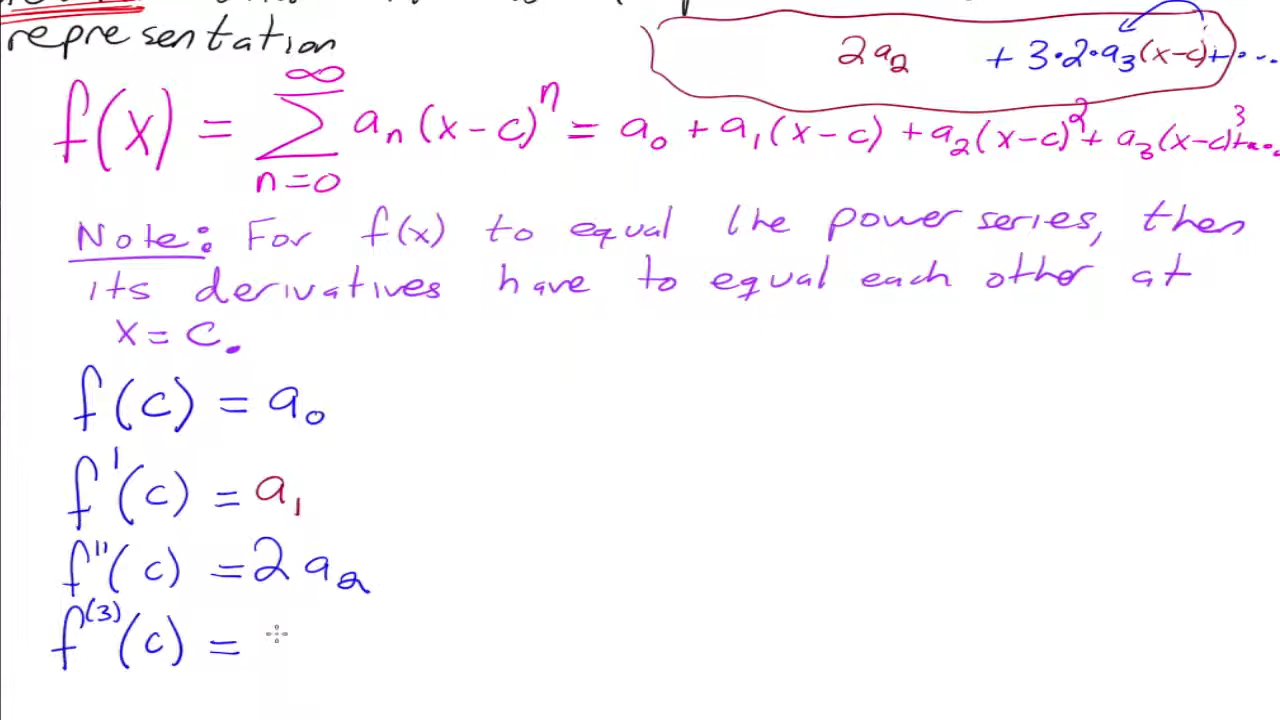 representation
2a₂ + 3·2·a₃(x-c)+...
f(x) = ∑_{n=0}^{∞} aₙ(x-c)ⁿ = a₀ + a₁(x-c) + a₂(x-c)² + a₃(x-c)³+...
Note: For f(x) to equal the power series, then
its derivatives have to equal each other at
x = c.
f(c) = a₀
f'(c) = a₁
f''(c) = 2a₂
f⁽³⁾(c) =